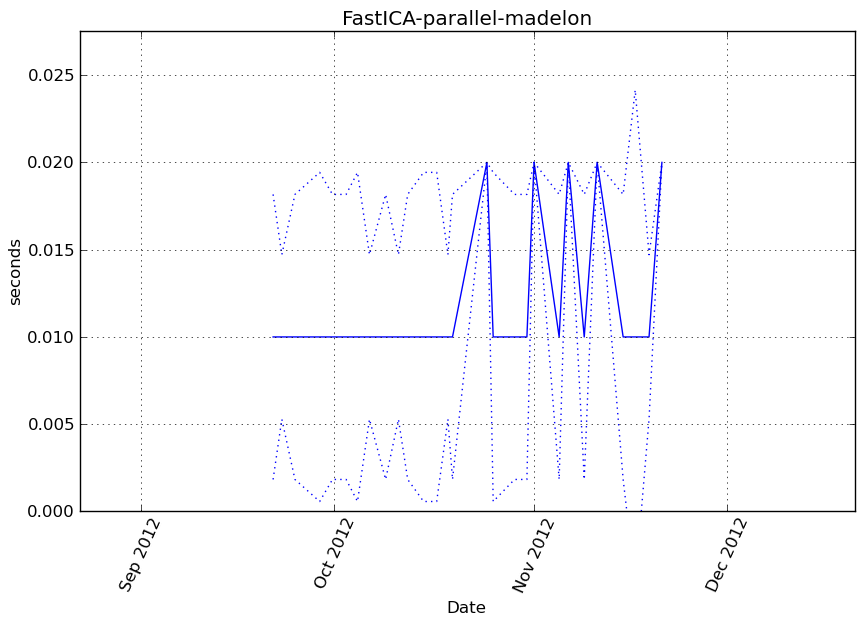 FastICA-parallel-madelon
0.025
0.020
0.015
0.010
0.005
0.000
seconds
Sep 2012
Oct 2012
Nov 2012
Dec 2012
Date